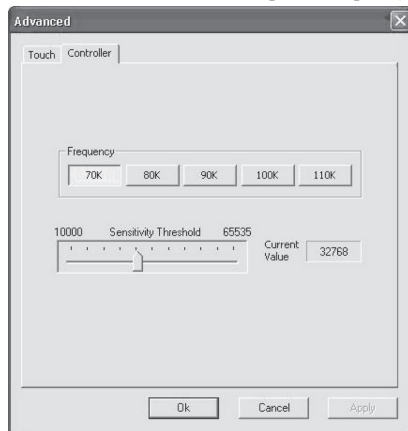 Advanced
Touch Controller
Frequency
70K 80K 90K 100K 110K
10000 Sensitivity Threshold 65535
Current
Value
32768
Ok Cancel Apply